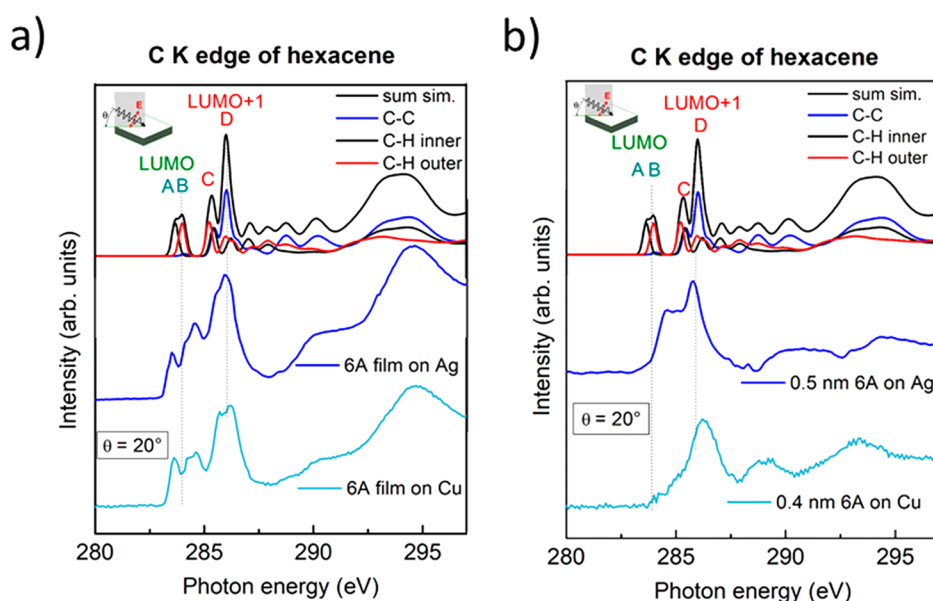 a)
C K edge of hexacene
E
θ
LUMO+1
D
LUMO
A B
C
sum sim.
C-C
C-H inner
C-H outer
Intensity (arb. units)
6A film on Ag
θ = 20°
6A film on Cu
280 285 290 295
Photon energy (eV)
b)
C K edge of hexacene
E
θ
LUMO+1
D
LUMO
A B
C
sum sim.
C-C
C-H inner
C-H outer
Intensity (arb. units)
0.5 nm 6A on Ag
θ = 20°
0.4 nm 6A on Cu
280 285 290 295
Photon energy (eV)